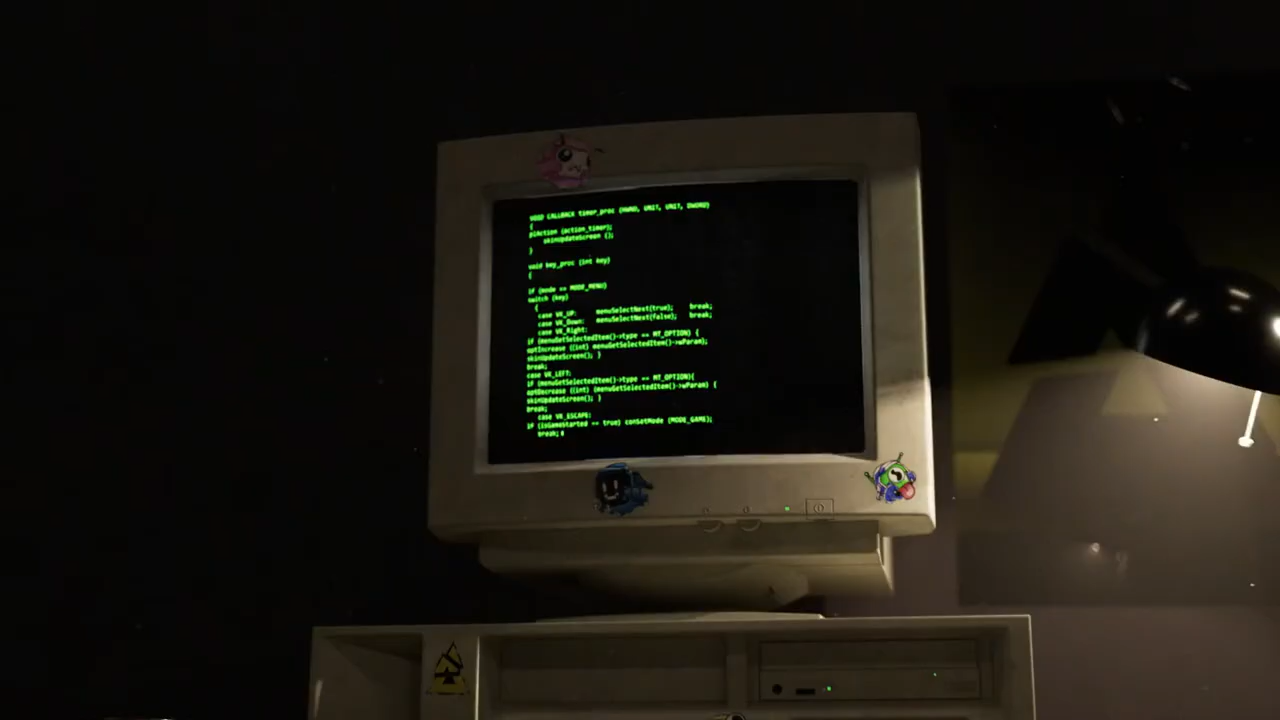 VOID CALLBACK timer_proc (HWND, UNIT, UNIT, DWORD)
{
plAction (action_timer);
skinUpdateScreen ();
}
void key_proc (int key)
{
if (mode == MODE_MENU)
switch (key)
{
case VK_UP: menuSelectNext(true); break;
case VK_Down: menuSelectNext(false); break;
case VK_Right:
if (menuGetSelectedItem()->type == MT_OPTION) {
optIncrease ((int) menuGetSelectedItem()->wParam);
skinUpdateScreen(); }
break;
case VK_LEFT:
if (menuGetSelectedItem()->type == MT_OPTION){
optDecrease ((int) (menuGetSelectedItem()->wParam) {
skinUpdateScreen(); }
break;
case VK_ESCAPE:
if (isGameStarted == true) conSetMode (MODE_GAME);
break;